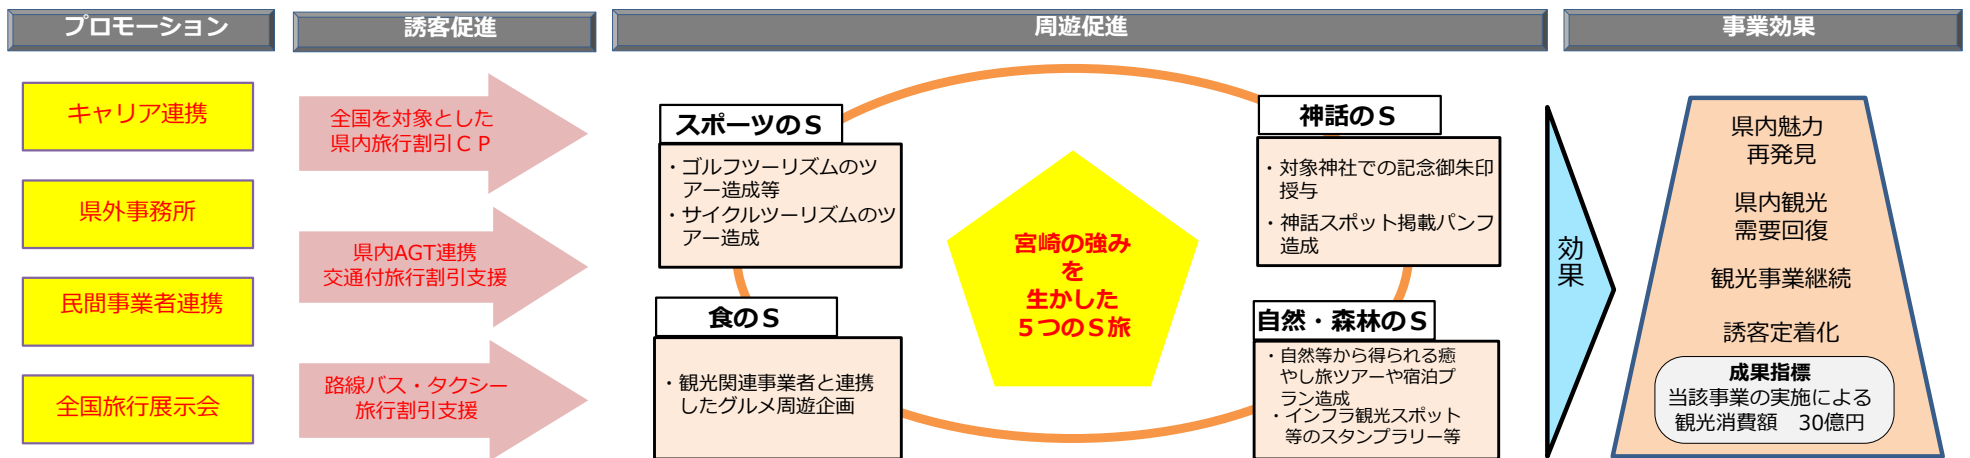 プロモーション
誘客促進
周遊促進
事業効果
キャリア連携
県外事務所
民間事業者連携
全国旅行展示会
全国を対象とした
県内旅行割引ＣＰ
県内AGT連携
交通付旅行割引支援
路線バス・タクシー
旅行割引支援
スポーツのＳ
・ゴルフツーリズムのツ
アー造成等
・サイクルツーリズムのツ
アー造成
食のＳ
・観光関連事業者と連携
したグルメ周遊企画
宮崎の強み
を
生かした
５つのＳ旅
神話のＳ
・対象神社での記念御朱印
授与
・神話スポット掲載パンフ
造成
自然・森林のＳ
・自然等から得られる癒
やし旅ツアーや宿泊プ
ラン造成
・インフラ観光スポット
等のスタンプラリー等
効果
県内魅力
再発見
県内観光
需要回復
観光事業継続
誘客定着化
成果指標
当該事業の実施による
観光消費額　30億円